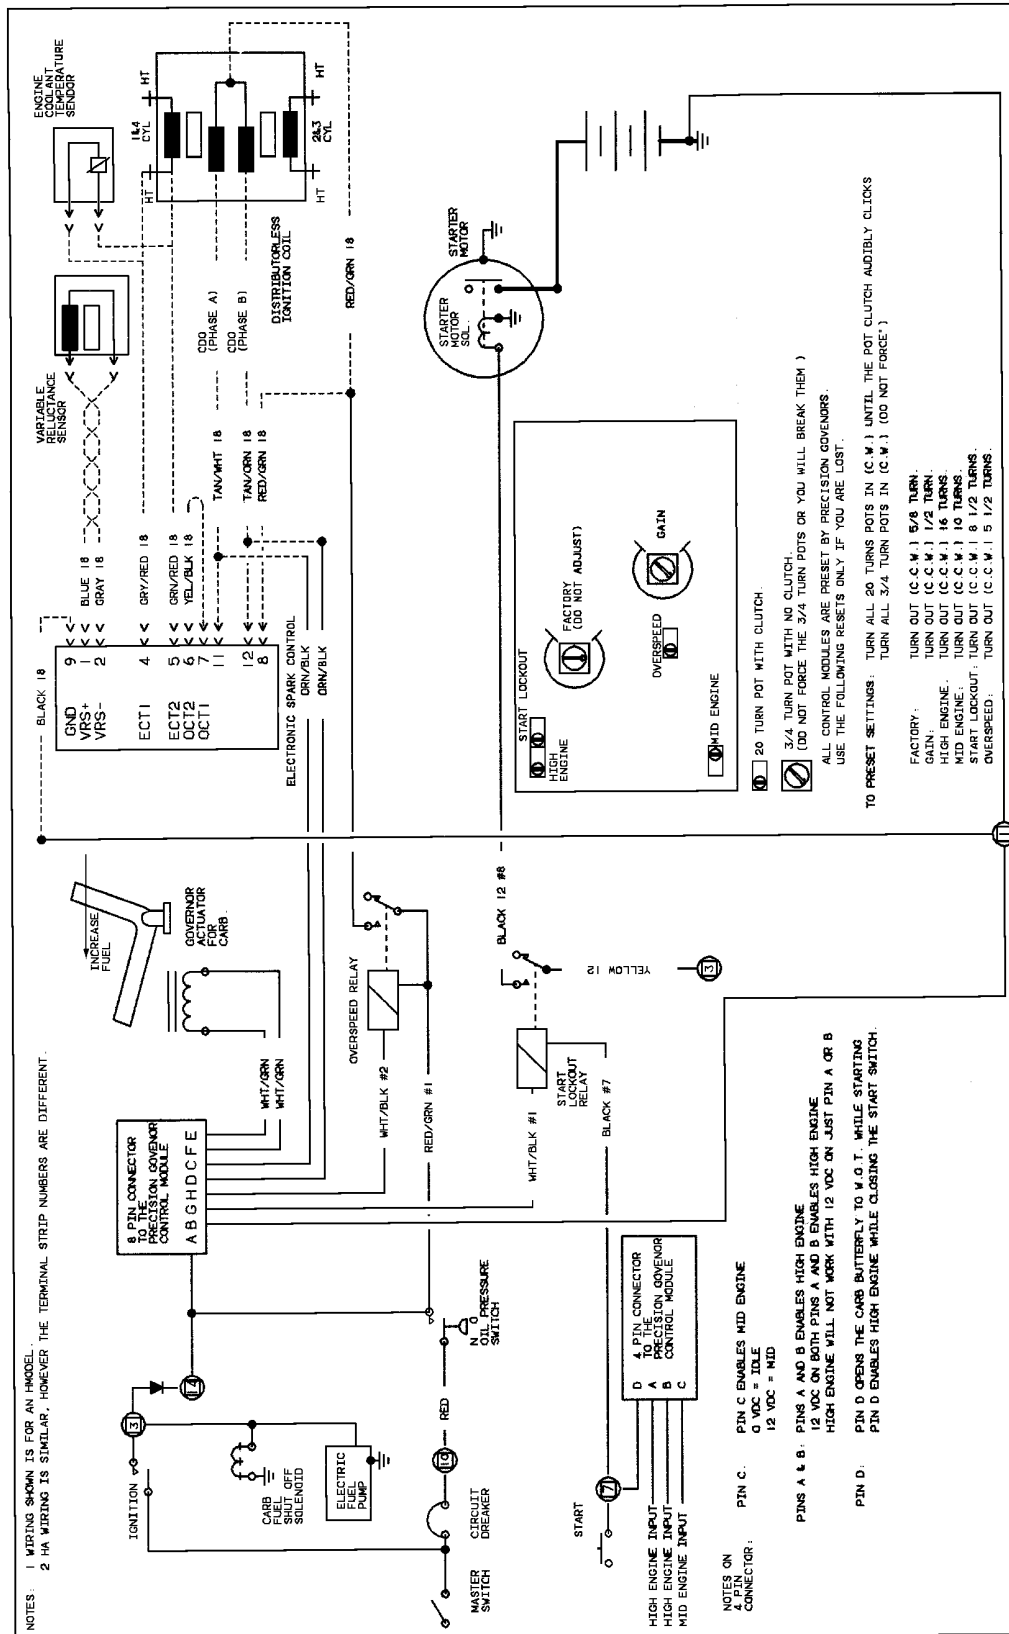 NOTES: 1 WIRING SHOWN IS FOR AN HMODEL.
2 HA WIRING IS SIMILAR, HOWEVER THE TERMINAL STRIP NUMBERS ARE DIFFERENT.
IGNITION
13
14
CARB
FUEL
SHUT OFF
SOLENOID
ELECTRIC
FUEL
PUMP
MASTER
SWITCH
CIRCUIT
DREAKER
19
RED
N O
OIL PRESSURE
SWITCH
8 PIN CONNECTOR
TO THE
PRECISION GOVENOR
CONTROL MODULE
A B G H D C F E
WHT/GRN
WHT/GRN
INCREASE
FUEL
GOVERNOR
ACTUATOR
FOR
CARB.
OVERSPEED RELAY
WHT/BLK #2
RED/GRN #1
WHT/BLK #1
START
LOCKOUT
RELAY
BLACK #7
YELLOW 12
13
BLACK 12 #8
START
17
D
A
B
C
4 PIN CONNECTOR
TO THE
PRECISION GOVENOR
CONTROL MODULE
HIGH ENGINE INPUT
HIGH ENGINE INPUT
MID ENGINE INPUT
NOTES ON
4 PIN
CONNECTOR:
PIN C. PIN C ENABLES MID ENGINE
0 VDC = IDLE
12 VDC = MID
PINS A & B: PINS A AND B ENABLES HIGH ENGINE
12 VDC ON BOTH PINS A AND B ENABLES HIGH ENGINE
HIGH ENGINE WILL NOT WORK WITH 12 VDC ON JUST PIN A OR B
PIN D: PIN D OPENS THE CARB BUTTERFLY TO W.O.T. WHILE STARTING
PIN D ENABLES HIGH ENGINE WHILE CLOSING THE START SWITCH.
11
BLACK 18
GND 9
VRS+ 1
VRS- 2
ECT1 4
ECT2 5
OCT2 6
OCT1 7
11
12
8
ELECTRONIC SPARK CONTROL
ORN/BLK
ORN/BLK
BLUE 18
GRAY 18
GRY/RED 18
GRN/RED 18
YEL/BLK 18
TAN/WHT 18
TAN/ORN 18
RED/GRN 18
VARIABLE
RELUCTANCE
SENSOR
ENGINE
COOLANT
TEMPERATURE
SENDOR
CDO
(PHASE A)
CDO
(PHASE B)
DISTRIBUTORLESS
IGNITION COIL
HT
HT
1&4
CYL
2&3
CYL
HT
HT
RED/GRN 18
STARTER
MOTOR
SOL.
STARTER
MOTOR
START LOCKOUT
HIGH
ENGINE
FACTORY
(DO NOT ADJUST)
GAIN
OVERSPEED
MID ENGINE
20 TURN POT WITH CLUTCH.
3/4 TURN POT WITH NO CLUTCH.
(DO NOT FORCE THE 3/4 TURN POTS OR YOU WILL BREAK THEM )
ALL CONTROL MODULES ARE PRESET BY PRECISION GOVENORS.
USE THE FOLLOWING RESETS ONLY IF YOU ARE LOST.
TO PRESET SETTINGS: TURN ALL 20 TURNS POTS IN (C.W.) UNTIL THE POT CLUTCH AUDIBLY CLICKS
TURN ALL 3/4 TURN POTS IN (C.W.) (DO NOT FORCE')
FACTORY: TURN OUT (C.C.W.) 5/8 TURN.
GAIN: TURN OUT (C.C.W.) 1/2 TURN.
HIGH ENGINE. TURN OUT (C.C.W.) 16 TURNS.
MID ENGINE: TURN OUT (C.C.W.) 10 TURNS.
START LOCKOUT: TURN OUT (C.C.W.) 8 1/2 TURNS.
OVERSPEED: TURN OUT (C.C.W.) 5 1/2 TURNS.